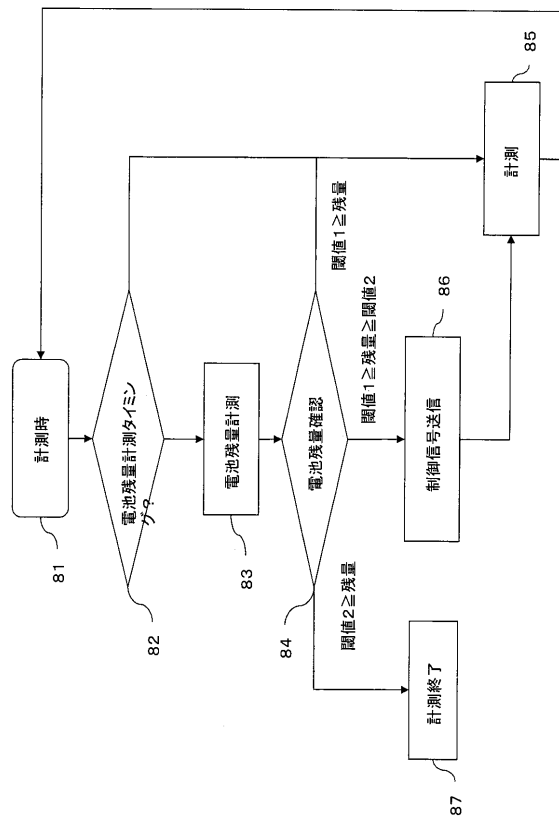 計測時
81
電池残量計測タイミン
グ？
82
電池残量計測
83
電池残量確認
84
閾値1≧残量
閾値1≧残量≧閾値2
閾値2≧残量
計測
85
制御信号送信
86
計測終了
87